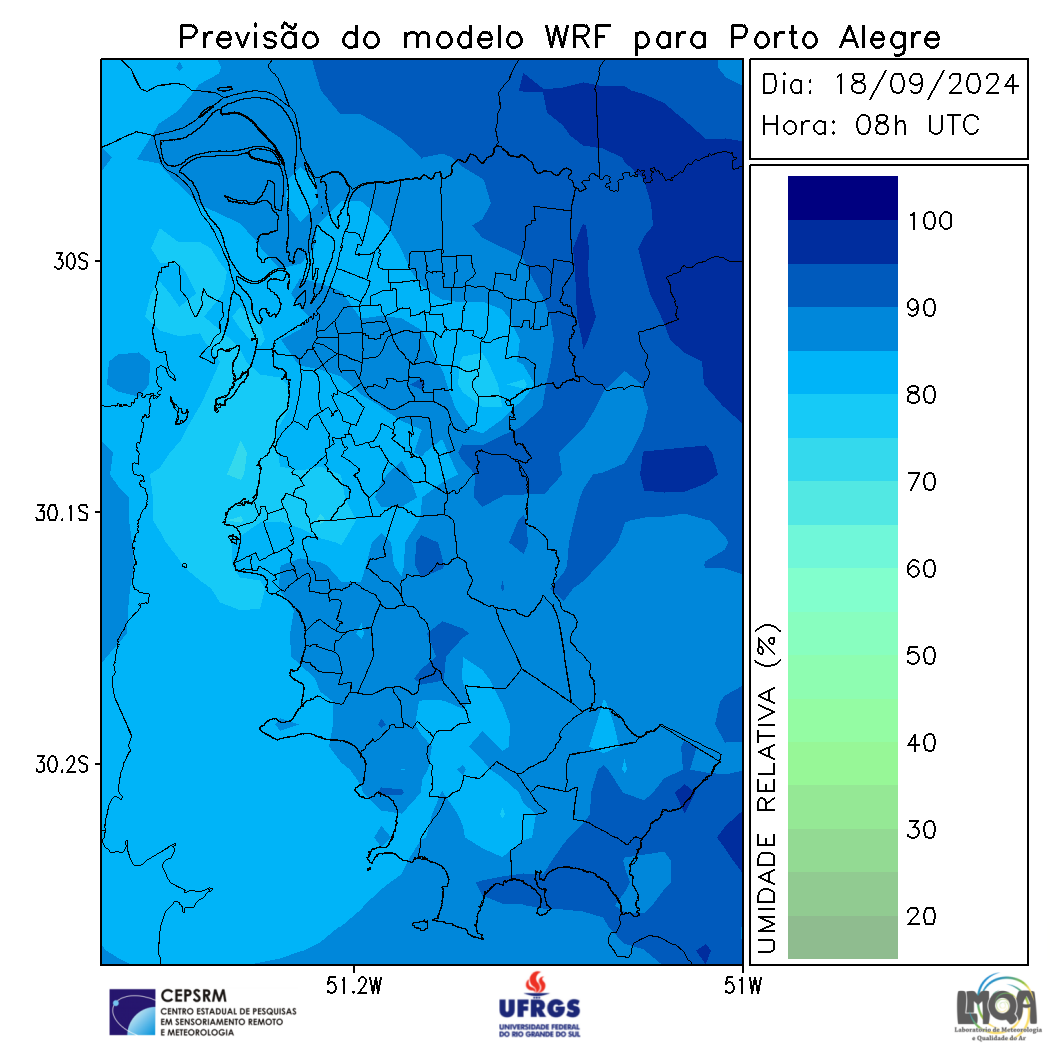 Previsão do modelo WRF para Porto Alegre
Dia: 18/09/2024
Hora: 08h UTC
100
90
80
70
60
50
40
30
20
UMIDADE RELATIVA (%)
30S
30.1S
30.2S
51.2W
51W
CEPSRM
CENTRO ESTADUAL DE PESQUISAS
EM SENSORIAMENTO REMOTO
E METEOROLOGIA
UFRGS
UNIVERSIDADE FEDERAL
DO RIO GRANDE DO SUL
LMQA
Laboratório de Meteorologia
e Qualidade do Ar